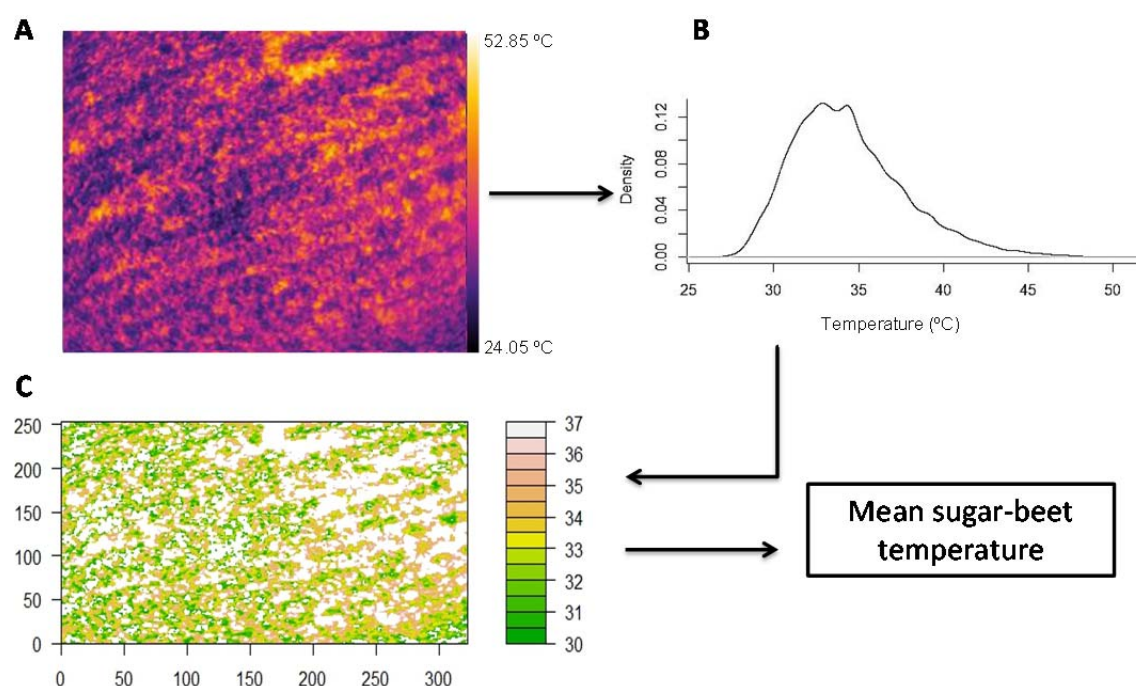 A
52.85 ºC
24.05 ºC
B
Density
0.12
0.08
0.04
0.00
25 30 35 40 45 50
Temperature (ºC)
C
250
200
150
100
50
0
0 50 100 150 200 250 300
37
36
35
34
33
32
31
30
Mean sugar-beet
temperature